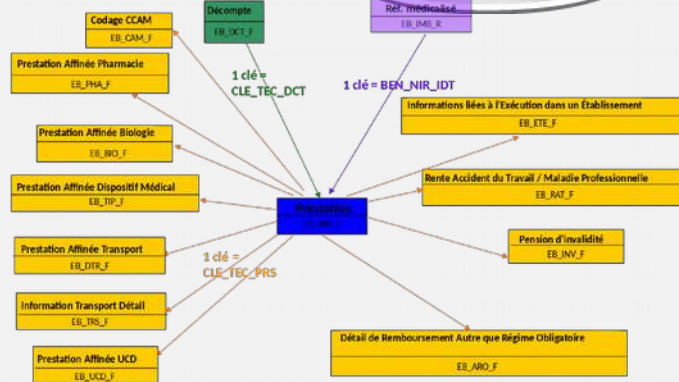 Décompte
EB_DCT_F
Réf. médicalisé
EB_IMB_R
Codage CCAM
EB_CAM_F
Prestation Affinée Pharmacie
EB_PHA_F
1 clé =
CLE_TEC_DCT
1 clé = BEN_NIR_IDT
Informations liées à l'Exécution dans un Établissement
EB_ETE_F
Prestation Affinée Biologie
EB_BIO_F
Prestation Affinée Dispositif Médical
EB_TIP_F
Rente Accident du Travail / Maladie Professionnelle
EB_RAT_F
Prestation
Prestation Affinée Transport
EB_DTR_F
1 clé =
CLE_TEC_PRS
Pension d'invalidité
EB_INV_F
Information Transport Détail
EB_TRS_F
Détail de Remboursement Autre que Régime Obligatoire
EB_ARO_F
Prestation Affinée UCD
EB_UCD_F